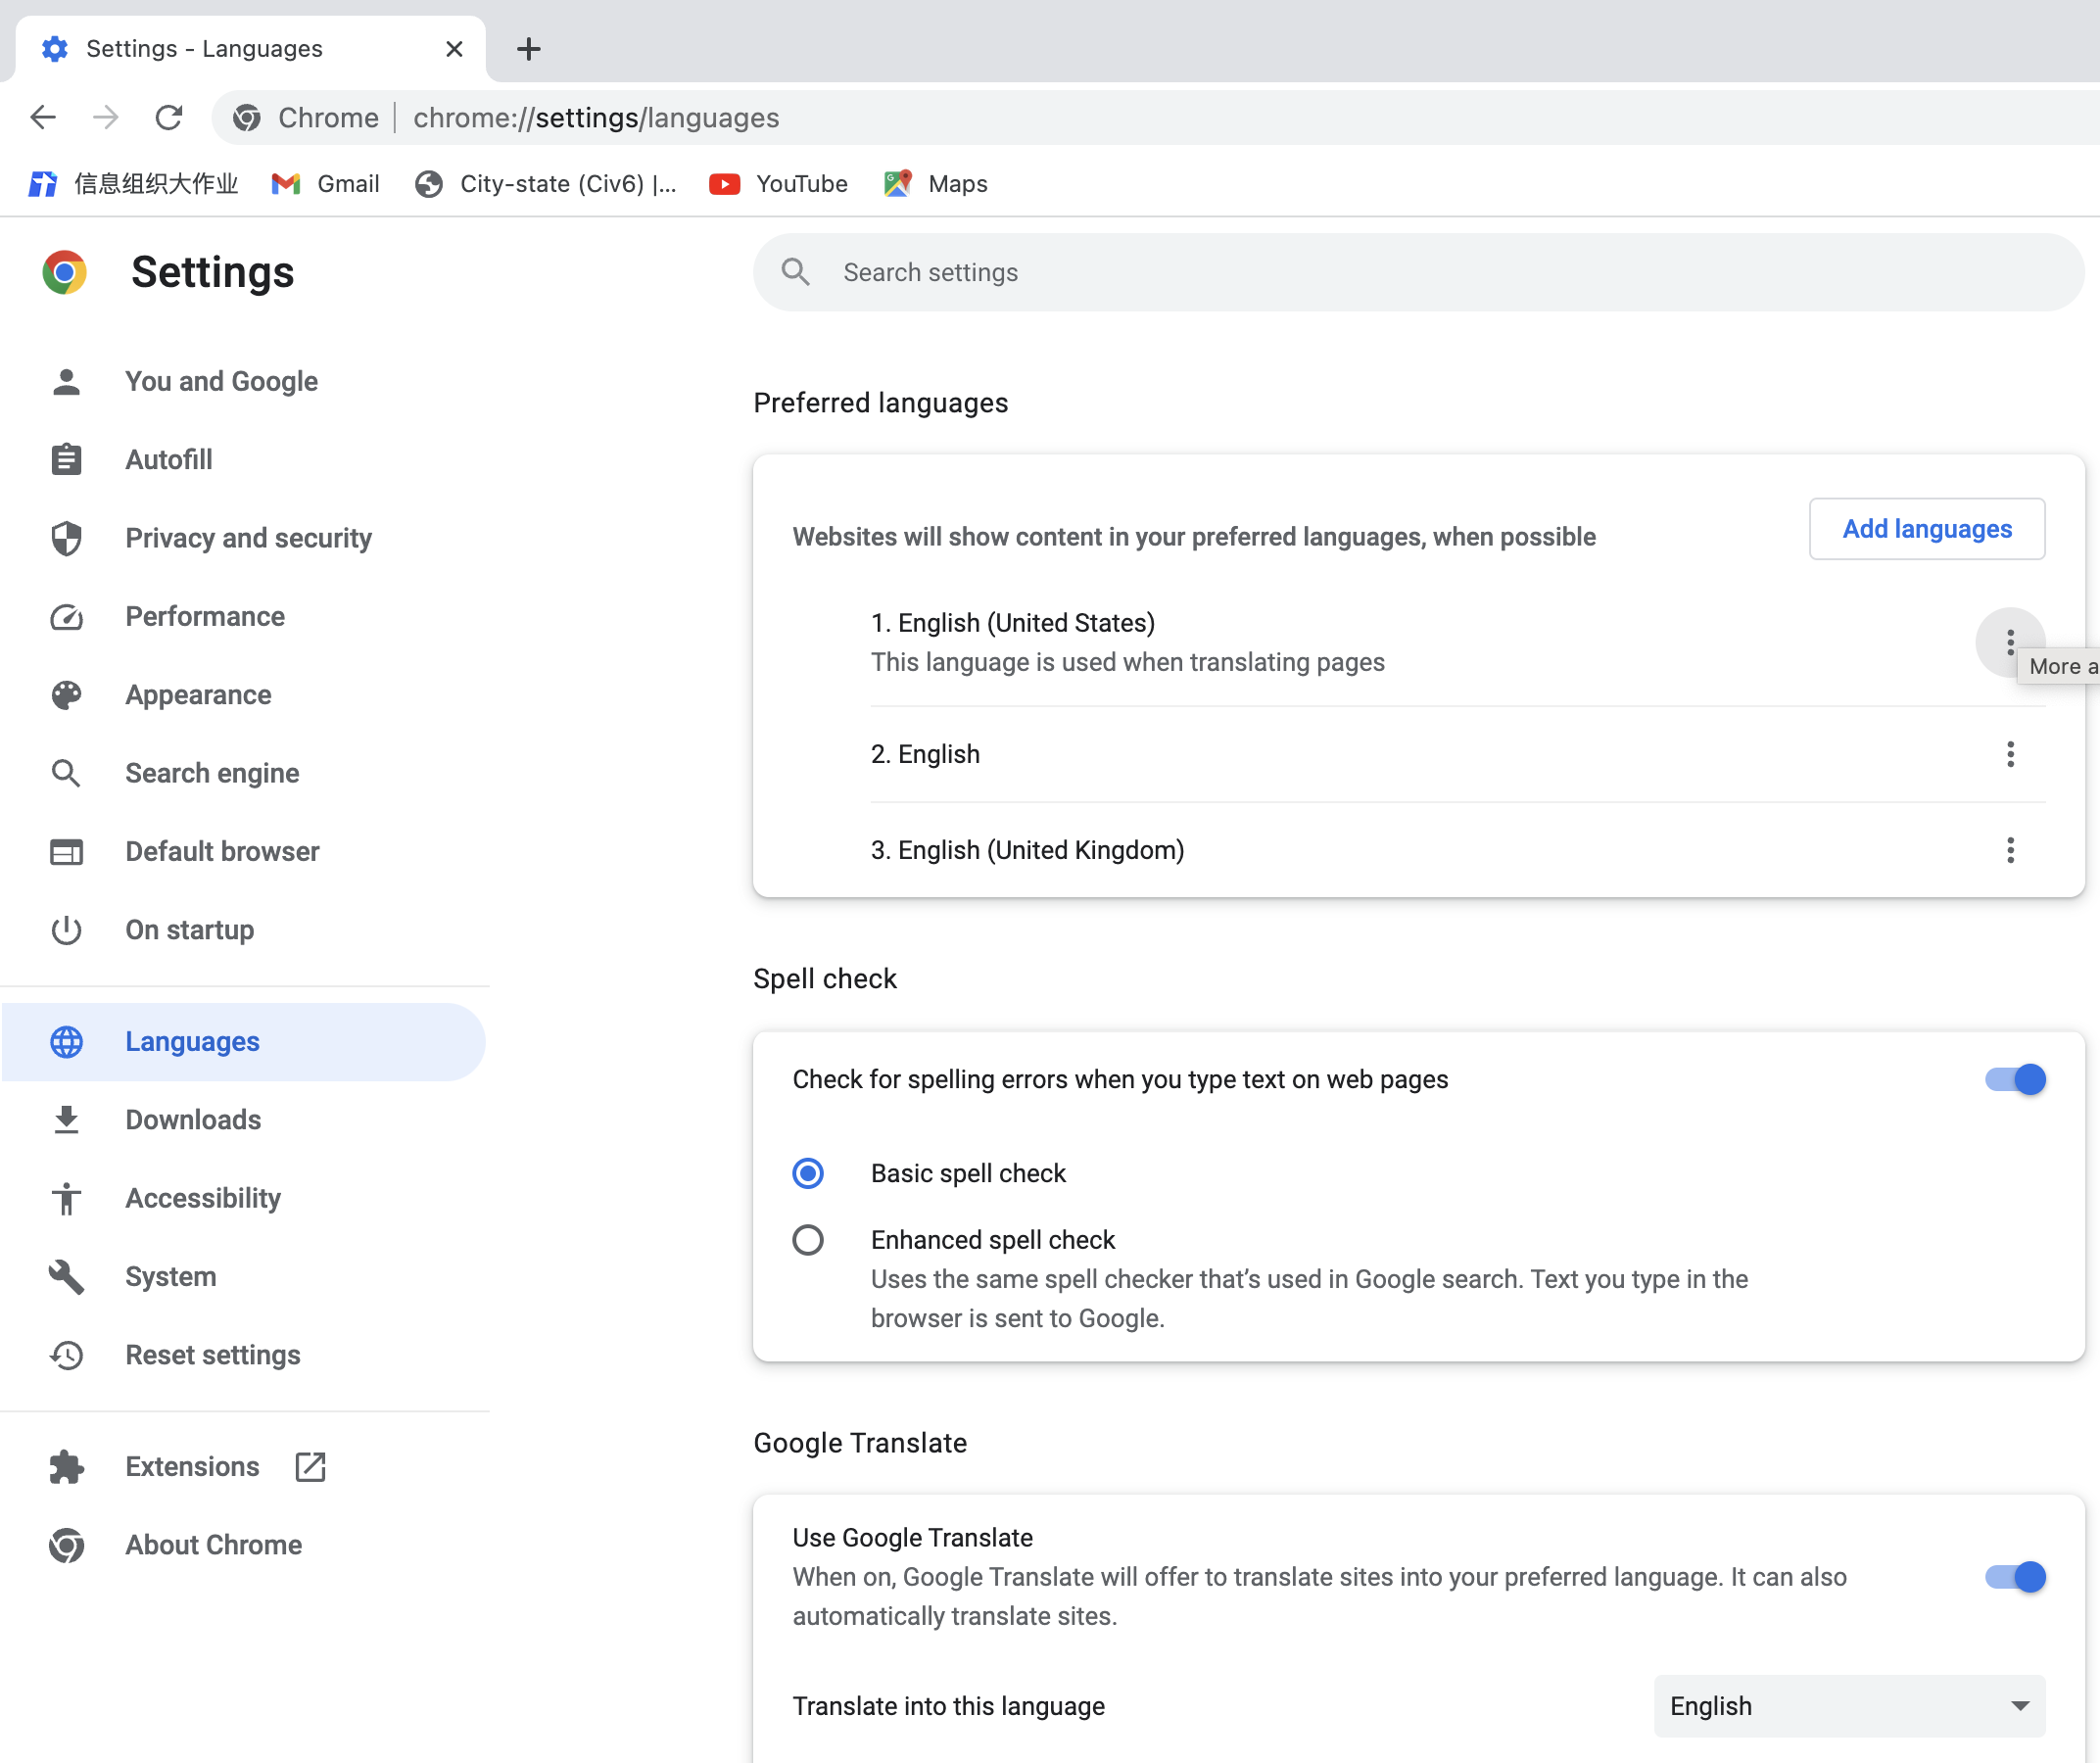 Settings - Languages
Chrome | chrome://settings/languages
信息组织大作业 Gmail City-state (Civ6) |... YouTube Maps
Settings
Search settings
You and Google
Autofill
Privacy and security
Performance
Appearance
Search engine
Default browser
On startup
Languages
Downloads
Accessibility
System
Reset settings
Extensions
About Chrome
Preferred languages
Websites will show content in your preferred languages, when possible
Add languages
1. English (United States)
This language is used when translating pages
More a
2. English
3. English (United Kingdom)
Spell check
Check for spelling errors when you type text on web pages
Basic spell check
Enhanced spell check
Uses the same spell checker that’s used in Google search. Text you type in the
browser is sent to Google.
Google Translate
Use Google Translate
When on, Google Translate will offer to translate sites into your preferred language. It can also
automatically translate sites.
Translate into this language
English